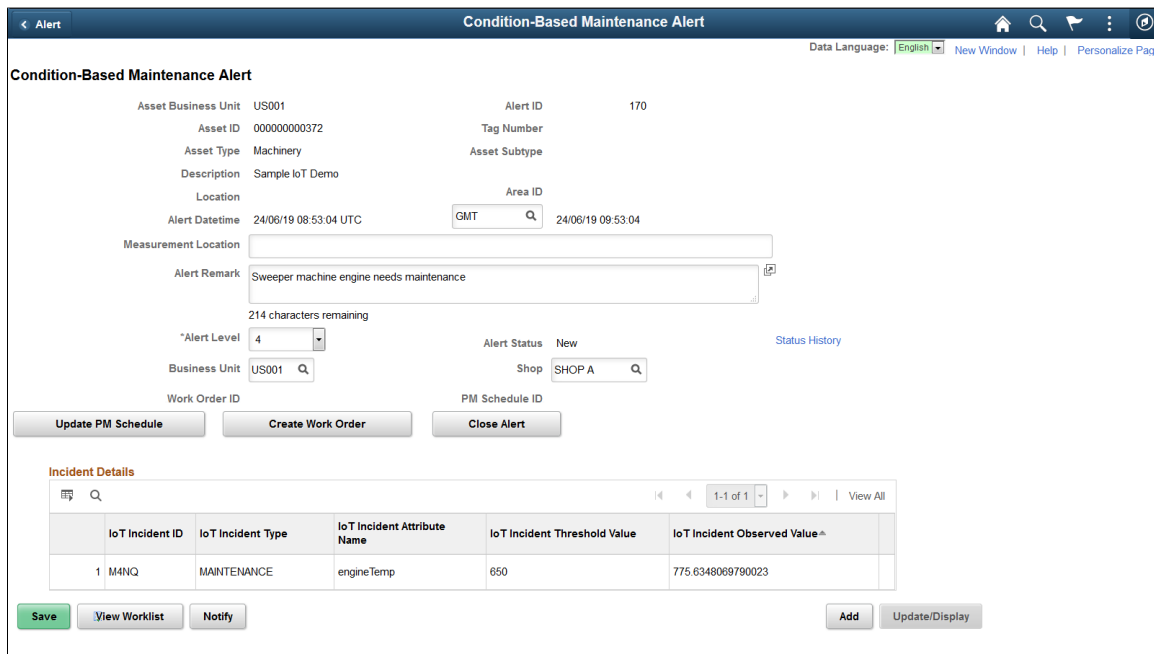 Alert
Condition-Based Maintenance Alert
Data Language: English New Window | Help | Personalize Pag
Condition-Based Maintenance Alert
Asset Business Unit US001 Alert ID 170
Asset ID 000000000372 Tag Number
Asset Type Machinery Asset Subtype
Description Sample IoT Demo
Location Area ID
Alert Datetime 24/06/19 08:53:04 UTC GMT 24/06/19 09:53:04
Measurement Location
Alert Remark Sweeper machine engine needs maintenance
214 characters remaining
*Alert Level 4 Alert Status New Status History
Business Unit US001 Shop SHOP A
Work Order ID PM Schedule ID
Update PM Schedule Create Work Order Close Alert
Incident Details
1-1 of 1 | View All
IoT Incident ID IoT Incident Type IoT Incident Attribute Name IoT Incident Threshold Value IoT Incident Observed Value
1 M4NQ MAINTENANCE engineTemp 650 775.6348069790023
Save View Worklist Notify Add Update/Display